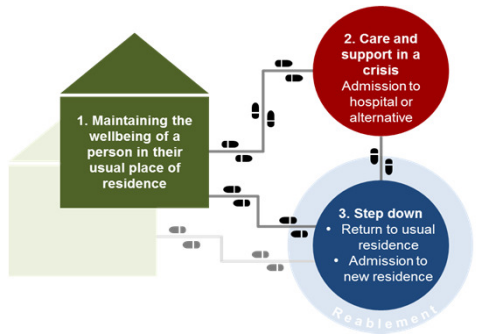 1. Maintaining the
wellbeing of a
person in their
usual place of
residence
2. Care and
support in a
crisis
Admission to
hospital or
alternative
3. Step down
• Return to usual
residence
• Admission to
new residence
Reablement